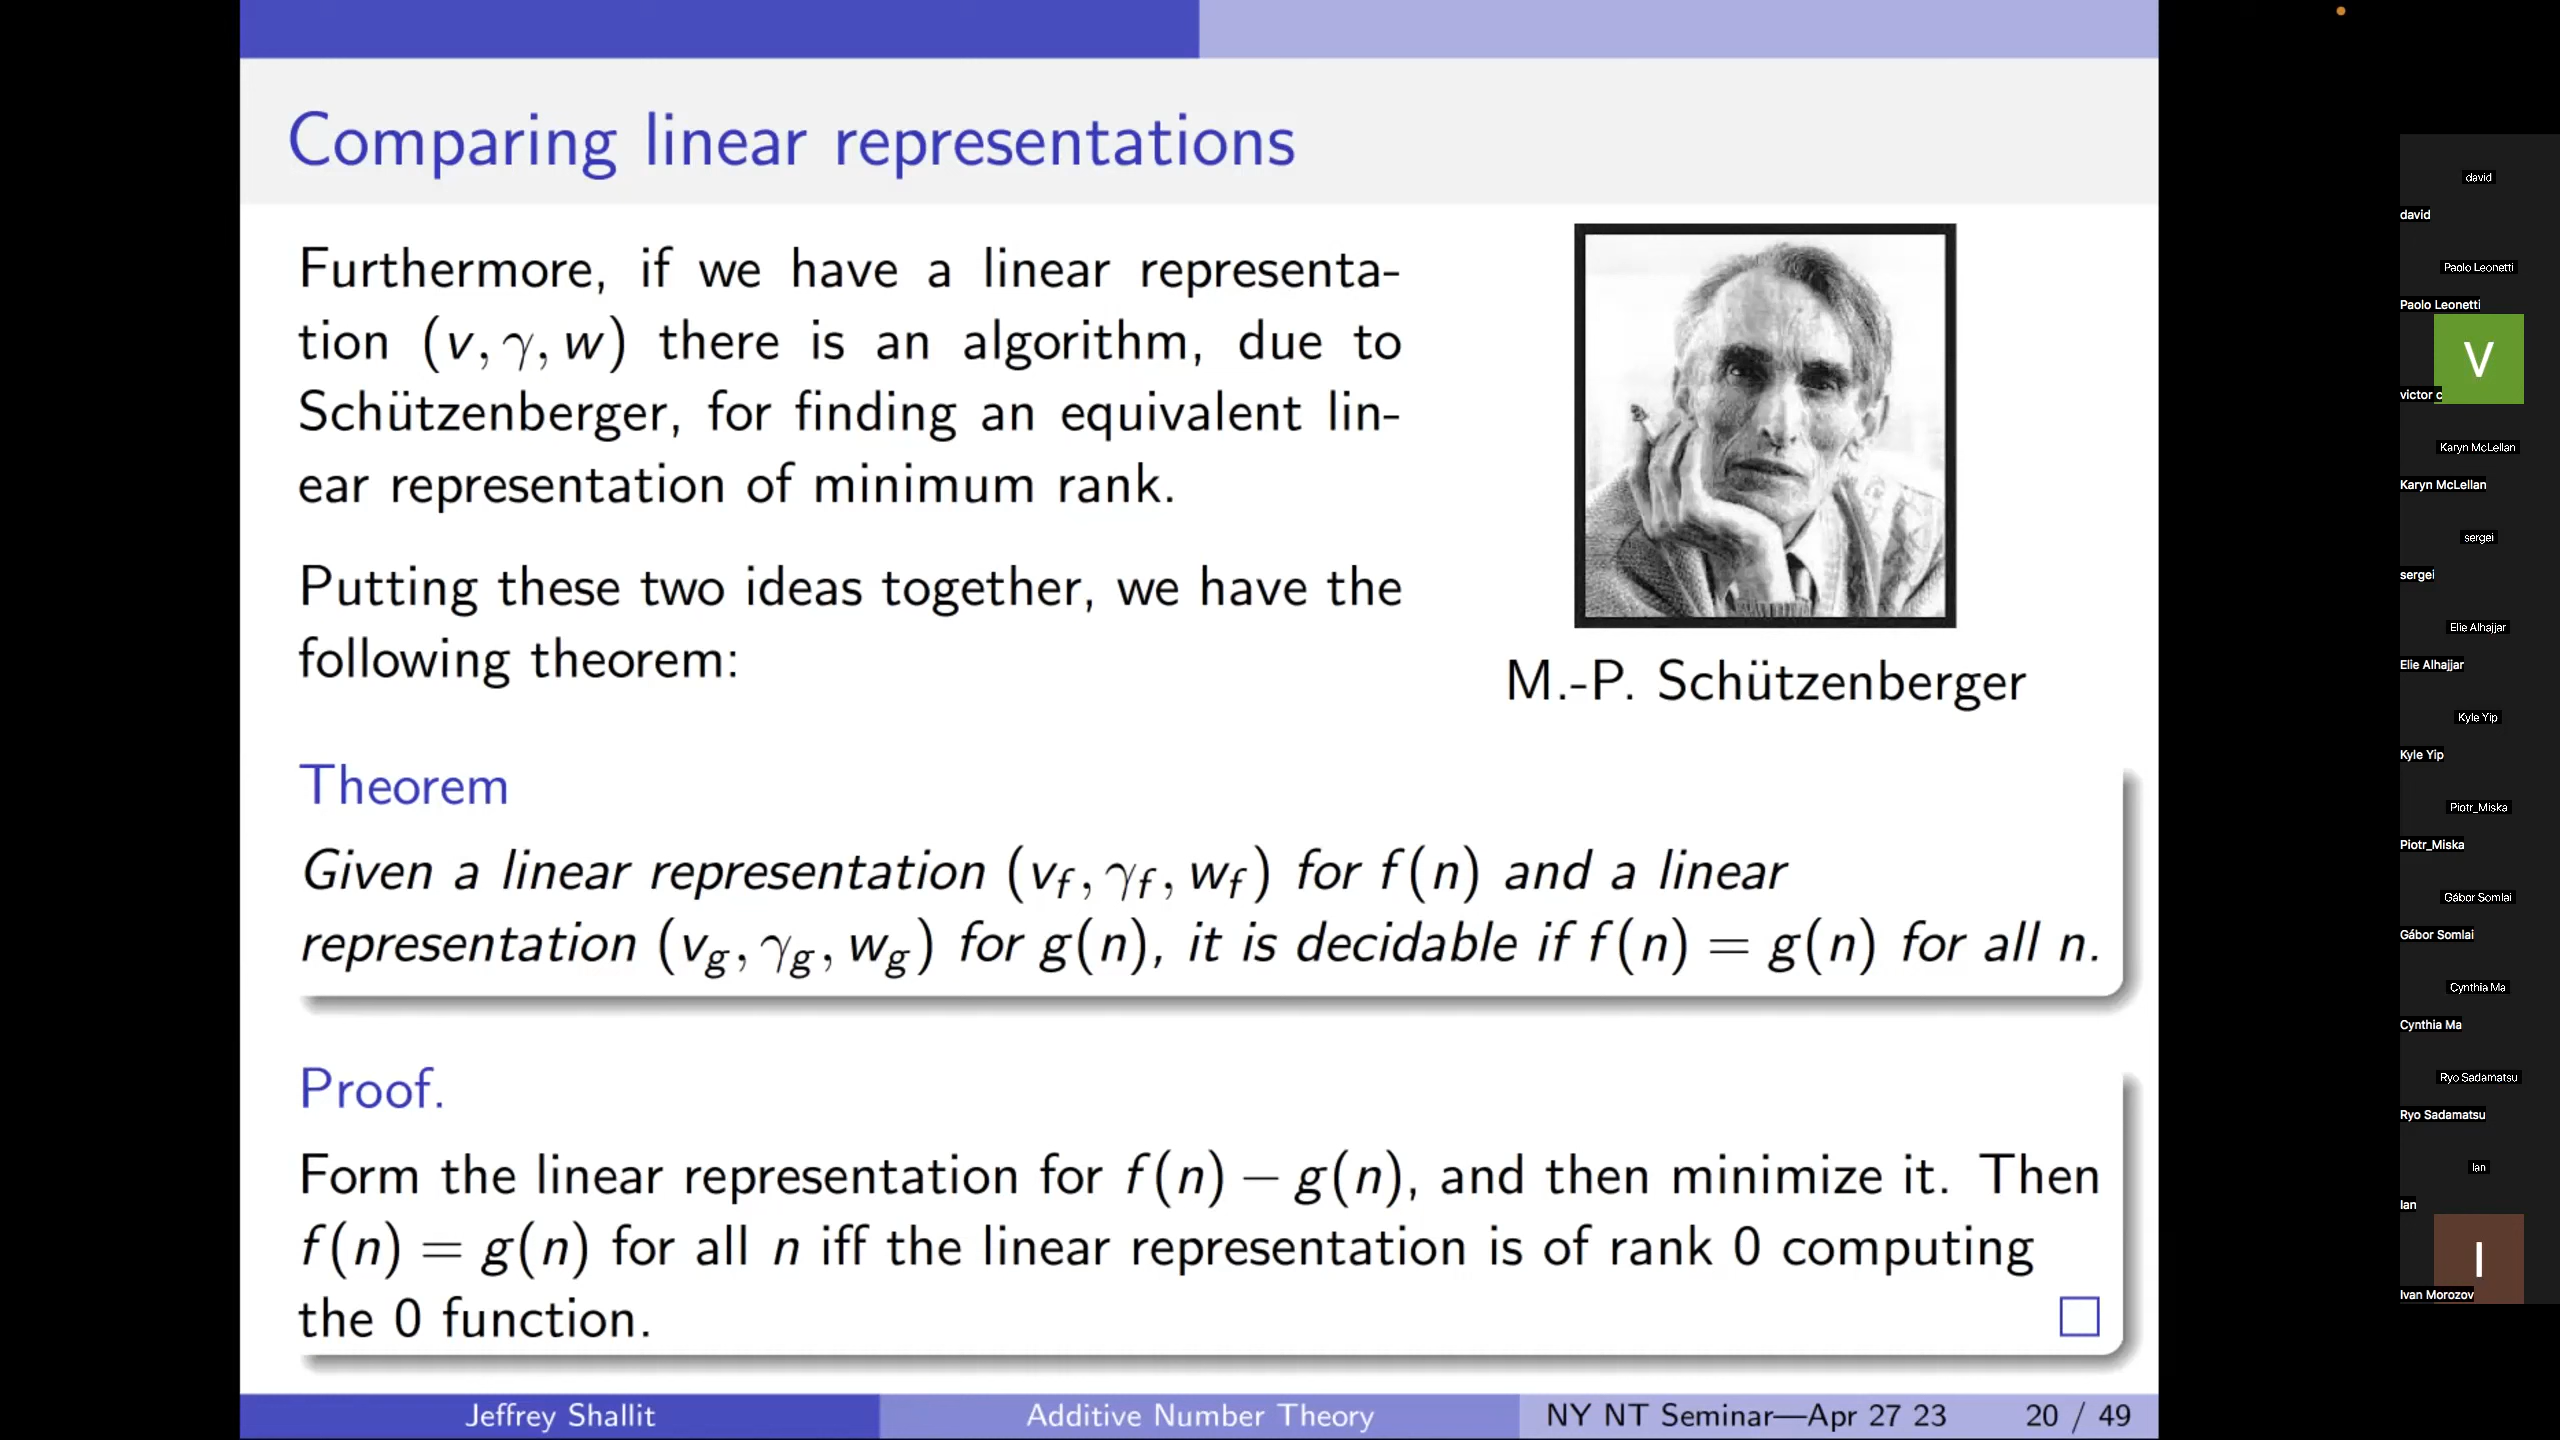 Comparing linear representations
Furthermore, if we have a linear representa-
tion (v, γ, w) there is an algorithm, due to
Schützenberger, for finding an equivalent lin-
ear representation of minimum rank.
Putting these two ideas together, we have the
following theorem:
M.-P. Schützenberger
Theorem
Given a linear representation (v_f, γ_f, w_f) for f(n) and a linear
representation (v_g, γ_g, w_g) for g(n), it is decidable if f(n) = g(n) for all n.
Proof.
Form the linear representation for f(n) − g(n), and then minimize it. Then
f(n) = g(n) for all n iff the linear representation is of rank 0 computing
the 0 function.
□
Jeffrey Shallit
Additive Number Theory
NY NT Seminar—Apr 27 23
20 / 49
david
david
Paolo Leonetti
Paolo Leonetti
V
victor c
Karyn McLellan
Karyn McLellan
sergei
sergei
Elie Alhajjar
Elie Alhajjar
Kyle Yip
Kyle Yip
Piotr_Miska
Piotr_Miska
Gábor Somlai
Gábor Somlai
Cynthia Ma
Cynthia Ma
Ryo Sadamatsu
Ryo Sadamatsu
Ian
Ian
I
Ivan Morozov